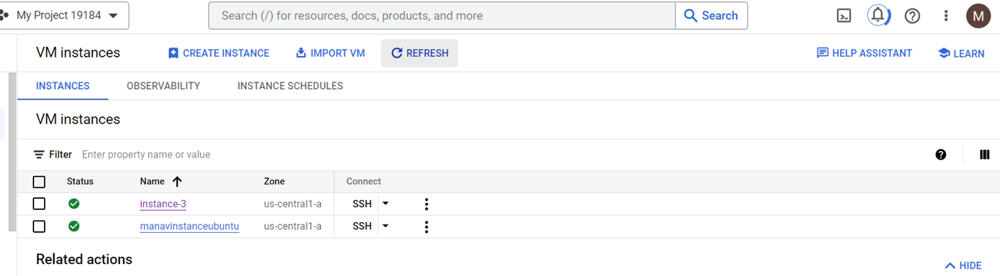 My Project 19184 Search (/) for resources, docs, products, and more Search M
VM instances CREATE INSTANCE IMPORT VM REFRESH HELP ASSISTANT LEARN
INSTANCES OBSERVABILITY INSTANCE SCHEDULES
VM instances
Filter Enter property name or value
Status Name Zone Connect
instance-3 us-central1-a SSH
manavinstanceubuntu us-central1-a SSH
Related actions
HIDE